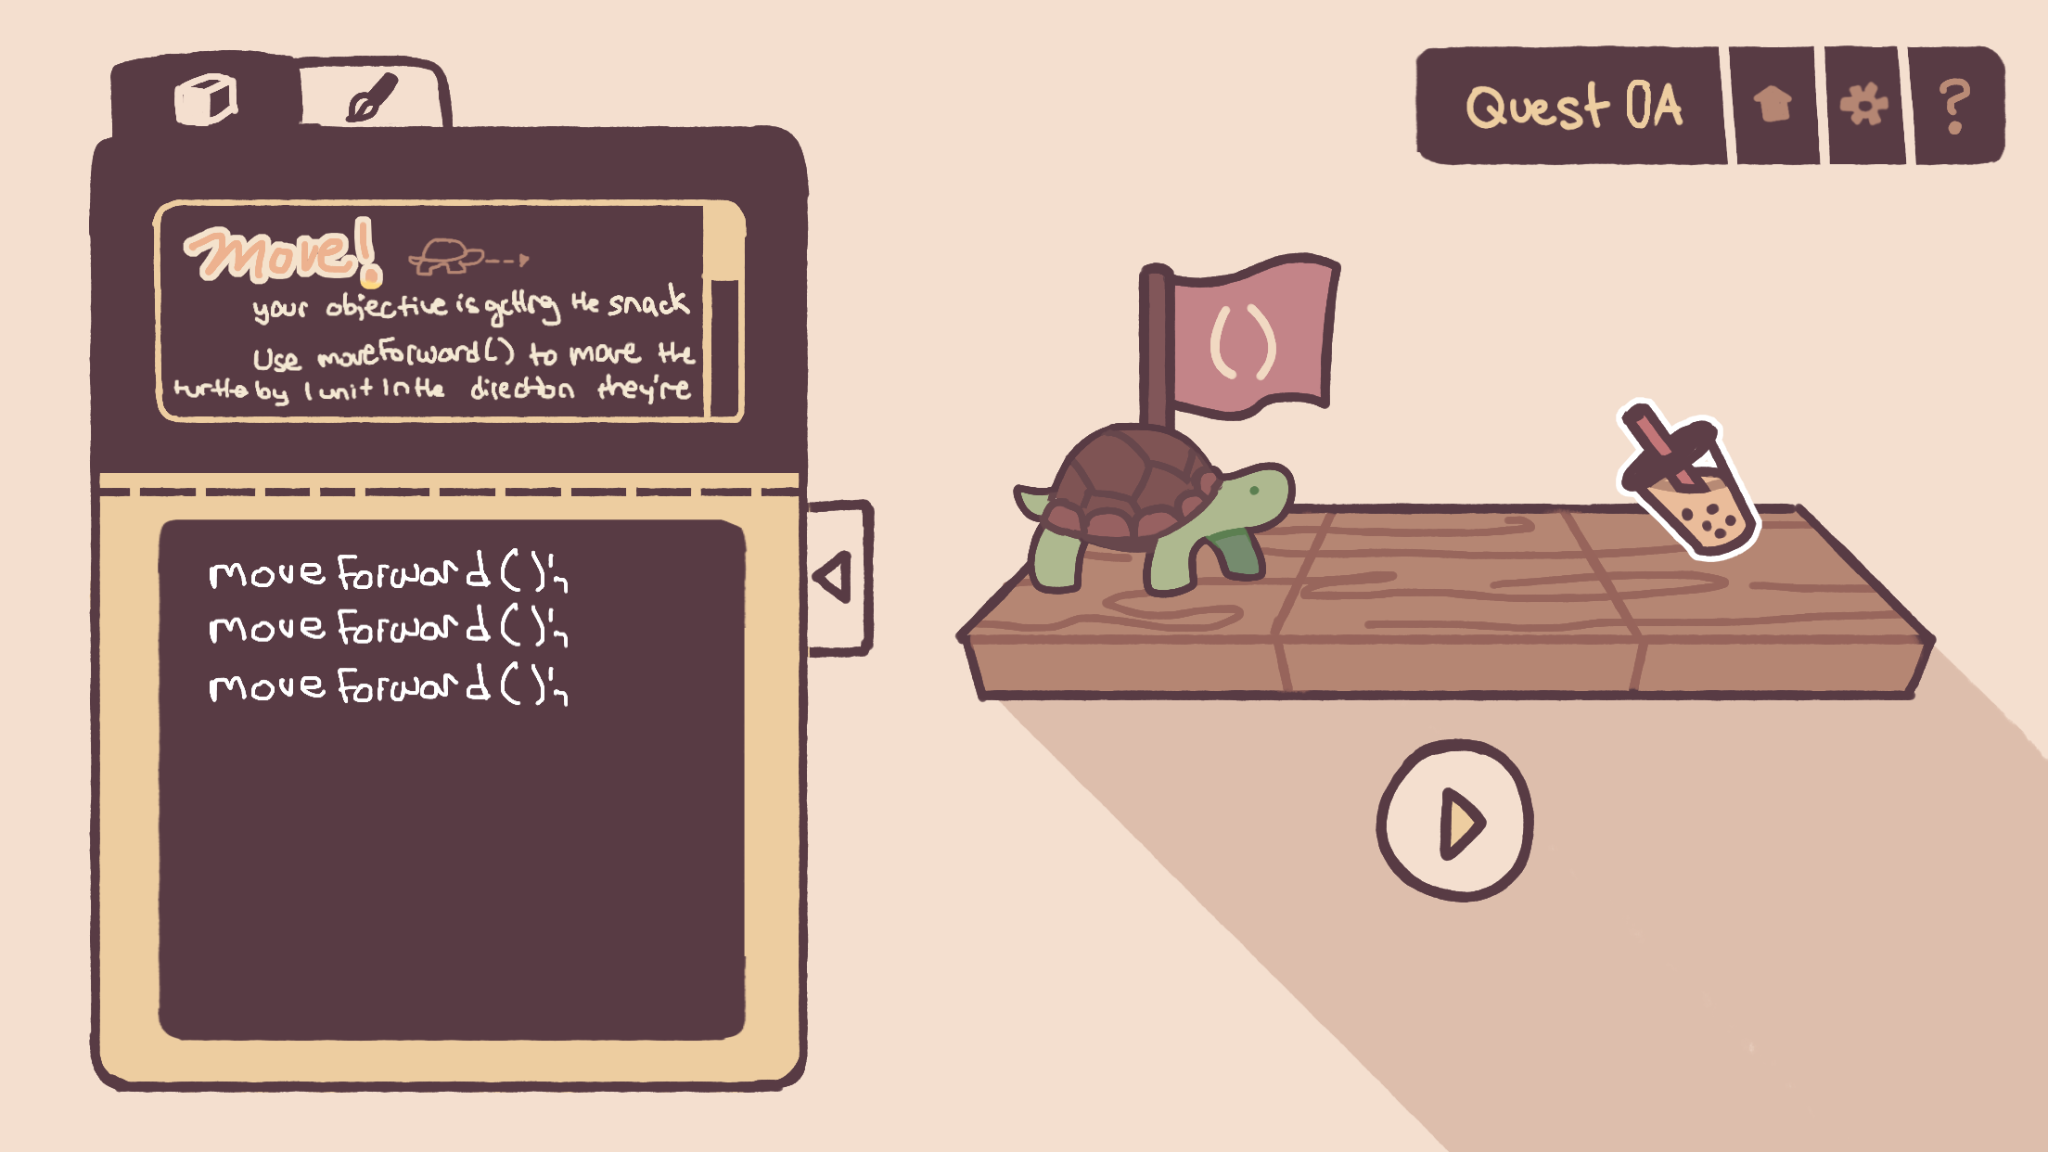 Move!
your objective is getting the snack
Use moveForward() to move the
turtle by 1 unit in the direction they're
moveForward();
moveForward();
moveForward();
Quest 0A
?
()